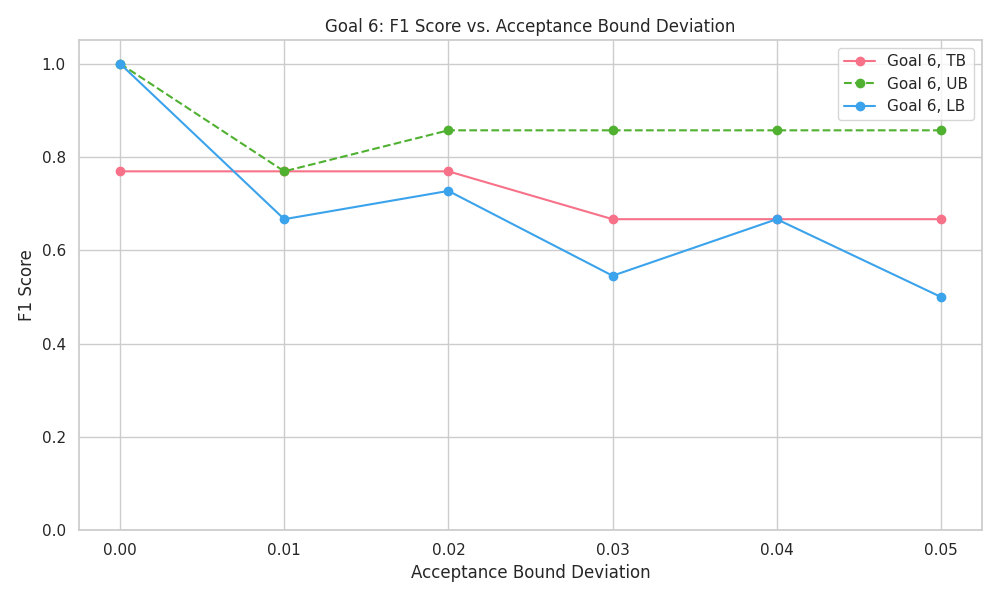 Goal 6: F1 Score vs. Acceptance Bound Deviation
Goal 6, TB
Goal 6, UB
Goal 6, LB
F1 Score
1.0
0.8
0.6
0.4
0.2
0.0
0.00 0.01 0.02 0.03 0.04 0.05
Acceptance Bound Deviation